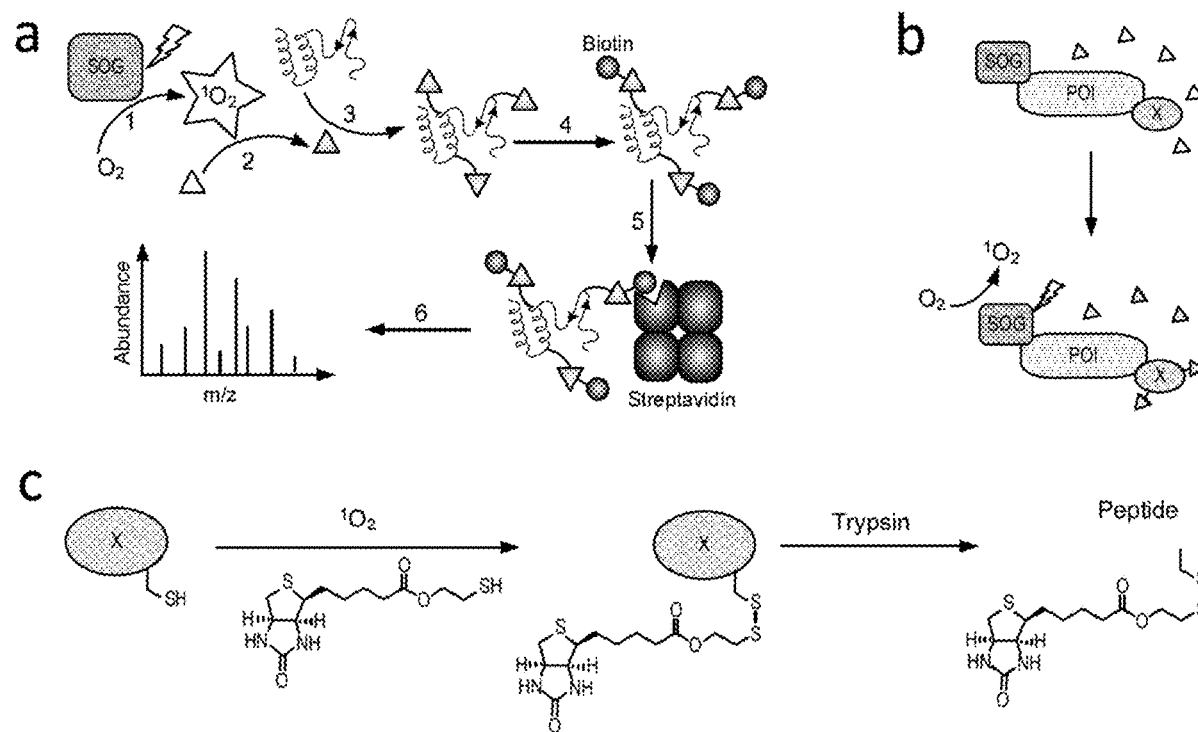 a
SOG
¹O₂
O₂
1
2
3
4
Biotin
5
6
Streptavidin
Abundance
m/z
b
SOG
POI
X
¹O₂
O₂
SOG
POI
X
c
X
SH
¹O₂
S
O
O
SH
H
H
HN
NH
O
X
S
S
S
O
O
H
H
HN
NH
O
Trypsin
Peptide
S
O
O
H
H
HN
NH
O